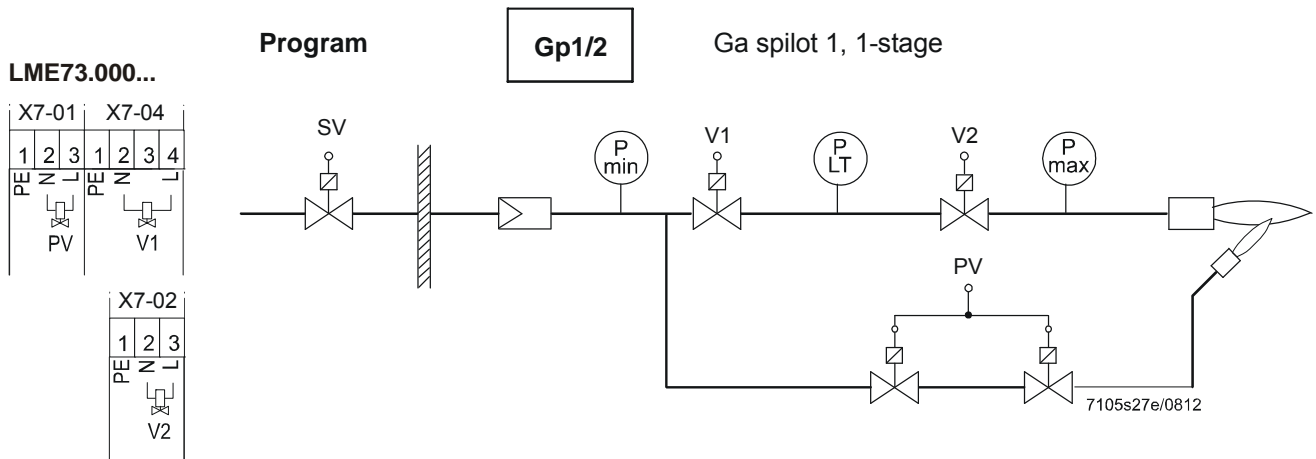 Program Gp1/2 Ga spilot 1, 1-stage
LME73.000...
X7-01 X7-04
1 2 3 1 2 3 4
PE N L PE N L
PV V1
X7-02
1 2 3
PE N L
V2
SV
P min
V1
P LT
V2
P max
PV
7105s27e/0812